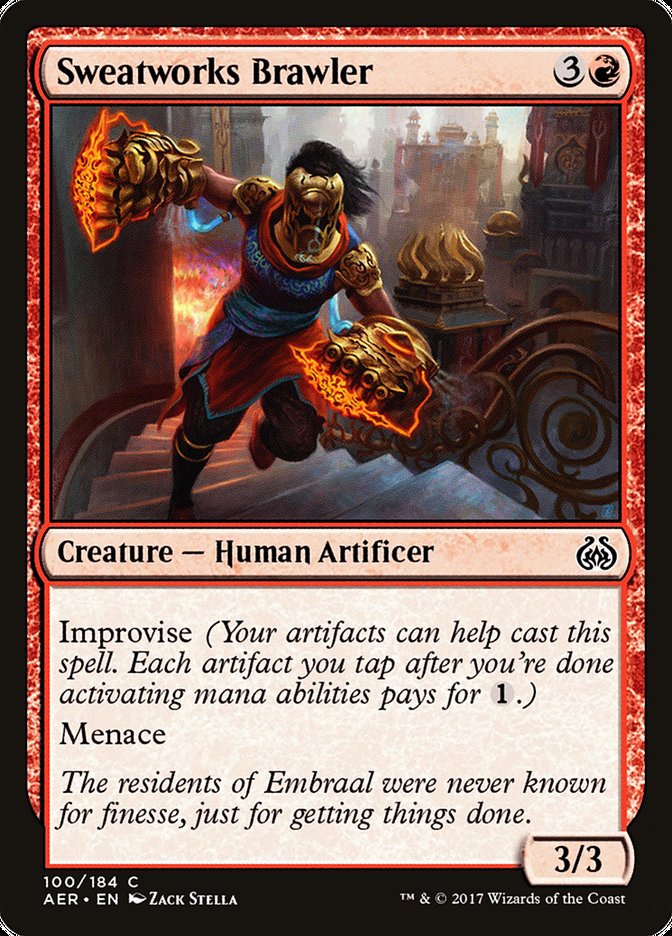 Sweatworks Brawler 3
Creature — Human Artificer
Improvise (Your artifacts can help cast this
spell. Each artifact you tap after you're done
activating mana abilities pays for 1.)
Menace
The residents of Embraal were never known
for finesse, just for getting things done.
3/3
100/184 C
AER • EN Zack Stella
™ & © 2017 Wizards of the Coast